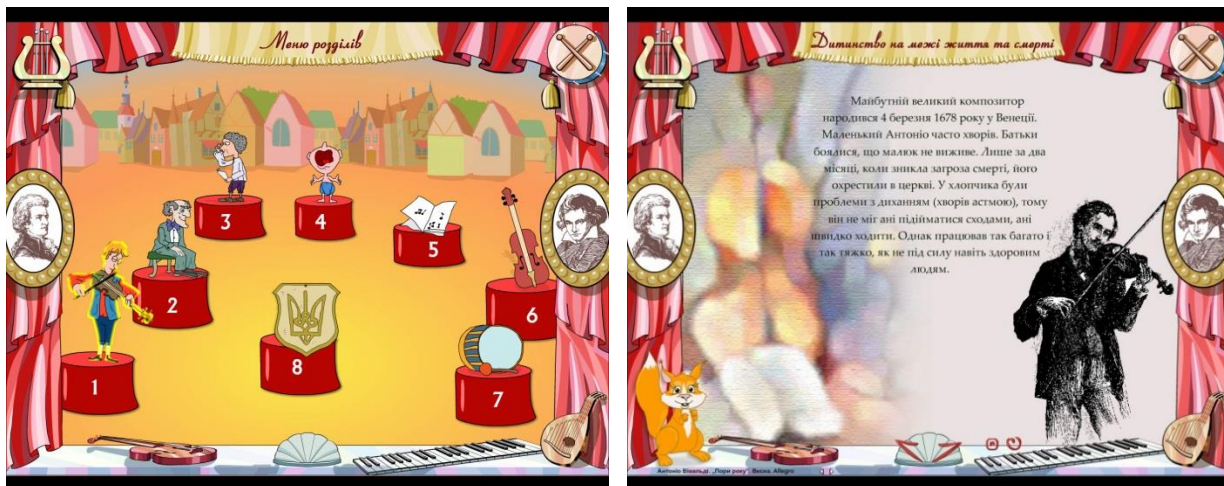 Меню розділів
3
4
5
2
6
8
1
7
Дитинство на межі життя та смерті
Майбутній великий композитор
народився 4 березня 1678 року у Венеції.
Маленький Антоніо часто хворів. Батьки
боялися, що малюк не виживе. Лише за два
місяці, коли зникла загроза смерті, його
охрестили в церкві. У хлопчика були
проблеми з диханням (хворів астмою), тому
він не міг ані підійматися сходами, ані
швидко ходити. Однак працював так багато і
так тяжко, як не під силу навіть здоровим
людям.
Антоніо Вівальді. „Пори року". Весна. Allegro